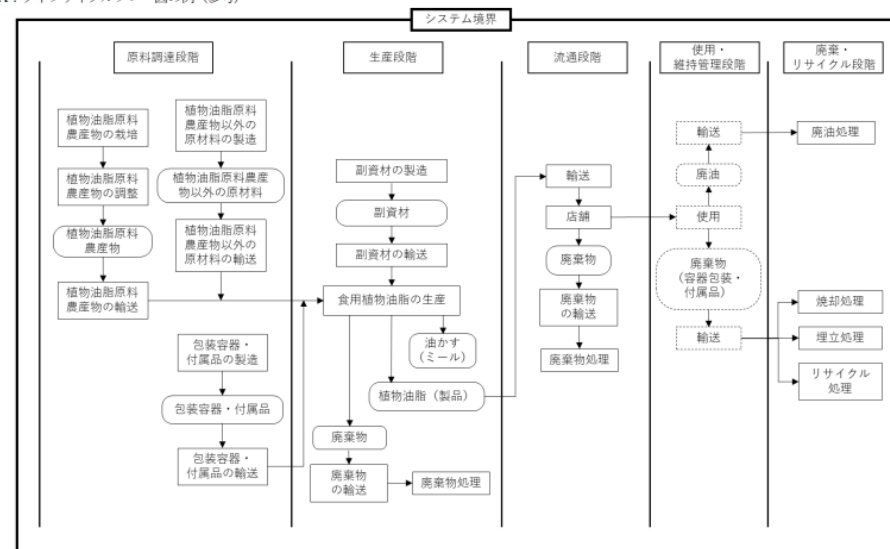 システム境界
原料調達段階
生産段階
流通段階
使用・
維持管理段階
廃棄・
リサイクル段階
植物油脂原料
農産物の栽培
植物油脂原料
農産物の調整
植物油脂原料
農産物
植物油脂原料
農産物の輸送
植物油脂原料
農産物以外の
原材料の製造
植物油脂原料農産
物以外の原材料
植物油脂原料
農産物以外の
原材料の輸送
包装容器・
付属品の製造
包装容器・付属品
包装容器・
付属品の輸送
副資材の製造
副資材
副資材の輸送
食用植物油脂の生産
油かす
(ミール)
植物油脂(製品)
廃棄物
廃棄物
の輸送
廃棄物処理
輸送
店舗
廃棄物
廃棄物
の輸送
廃棄物処理
輸送
廃油
使用
廃棄物
(容器包装・
付属品)
輸送
廃油処理
焼却処理
埋立処理
リサイクル
処理